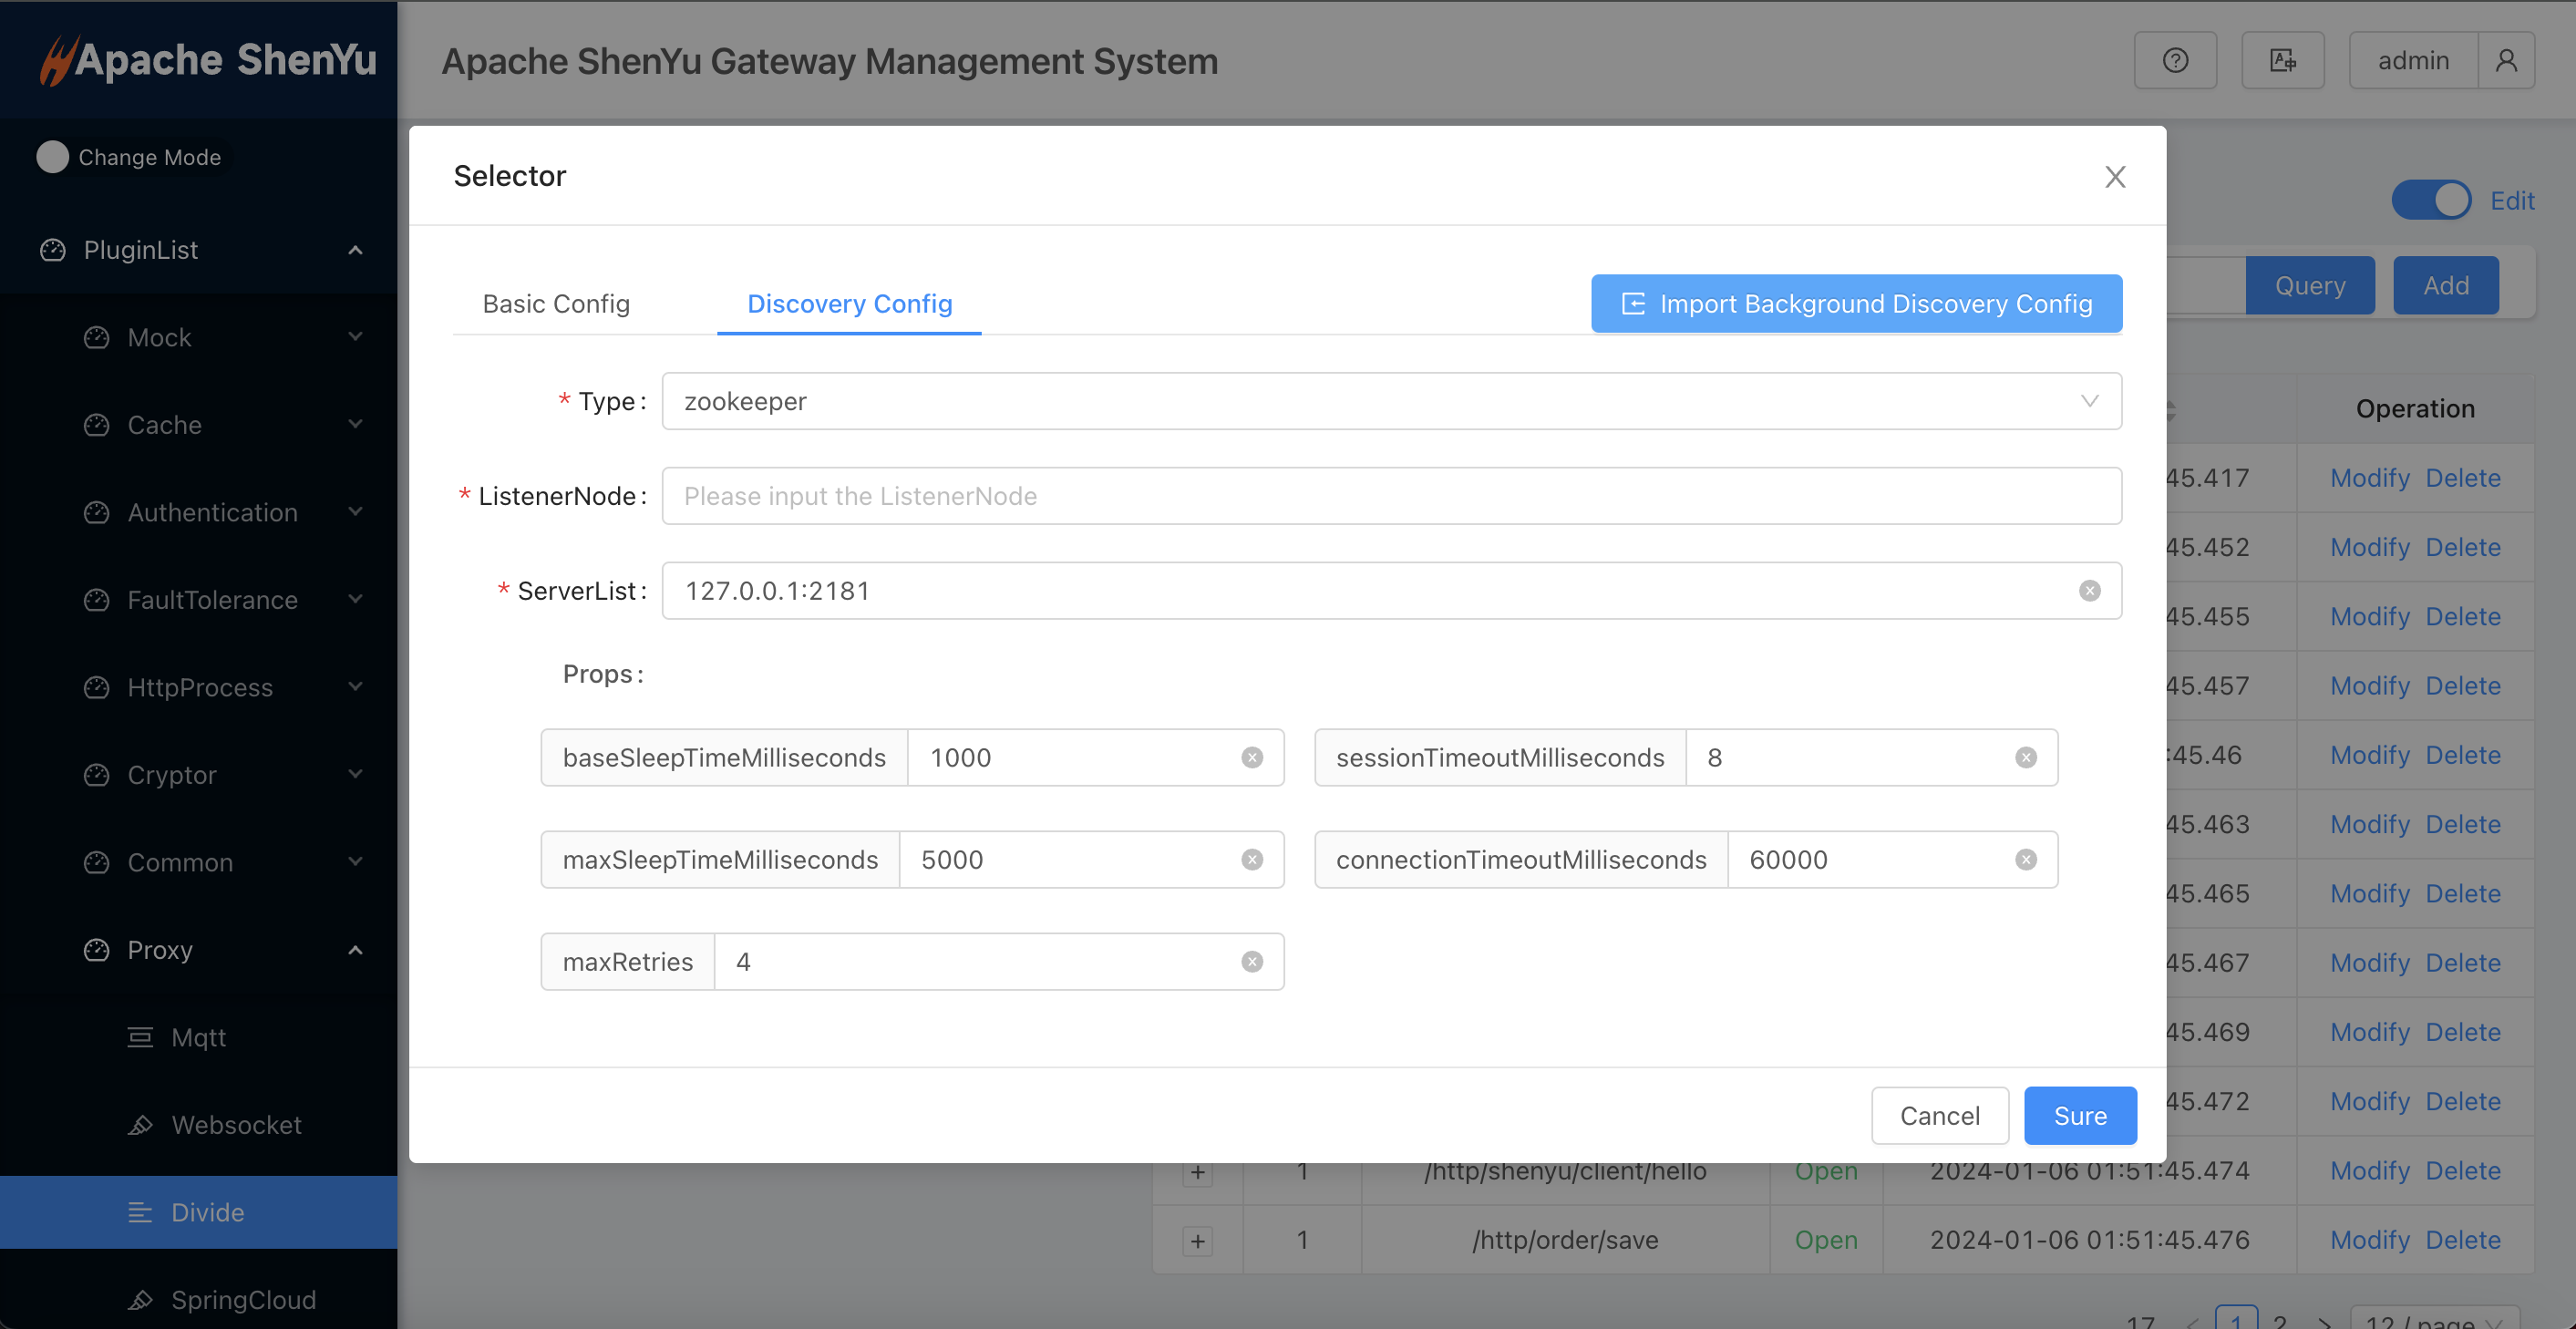 Apache ShenYu
Apache ShenYu Gateway Management System
admin
Change Mode
PluginList
Mock
Cache
Authentication
FaultTolerance
HttpProcess
Cryptor
Common
Proxy
Mqtt
Websocket
Divide
SpringCloud
Edit
Query Add
Selector
Basic Config Discovery Config Import Background Discovery Config
* Type : zookeeper
* ListenerNode : Please input the ListenerNode
* ServerList : 127.0.0.1:2181
Props :
baseSleepTimeMilliseconds 1000 sessionTimeoutMilliseconds 8
maxSleepTimeMilliseconds 5000 connectionTimeoutMilliseconds 60000
maxRetries 4
Cancel Sure
Operation
45.417 Modify Delete
45.452 Modify Delete
45.455 Modify Delete
45.457 Modify Delete
:45.46 Modify Delete
45.463 Modify Delete
45.465 Modify Delete
45.467 Modify Delete
45.469 Modify Delete
45.472 Modify Delete
+ 1 /http/shenyu/client/hello Open 2024-01-06 01:51:45.474 Modify Delete
+ 1 /http/order/save Open 2024-01-06 01:51:45.476 Modify Delete
17 < 1 2 > 12 / page